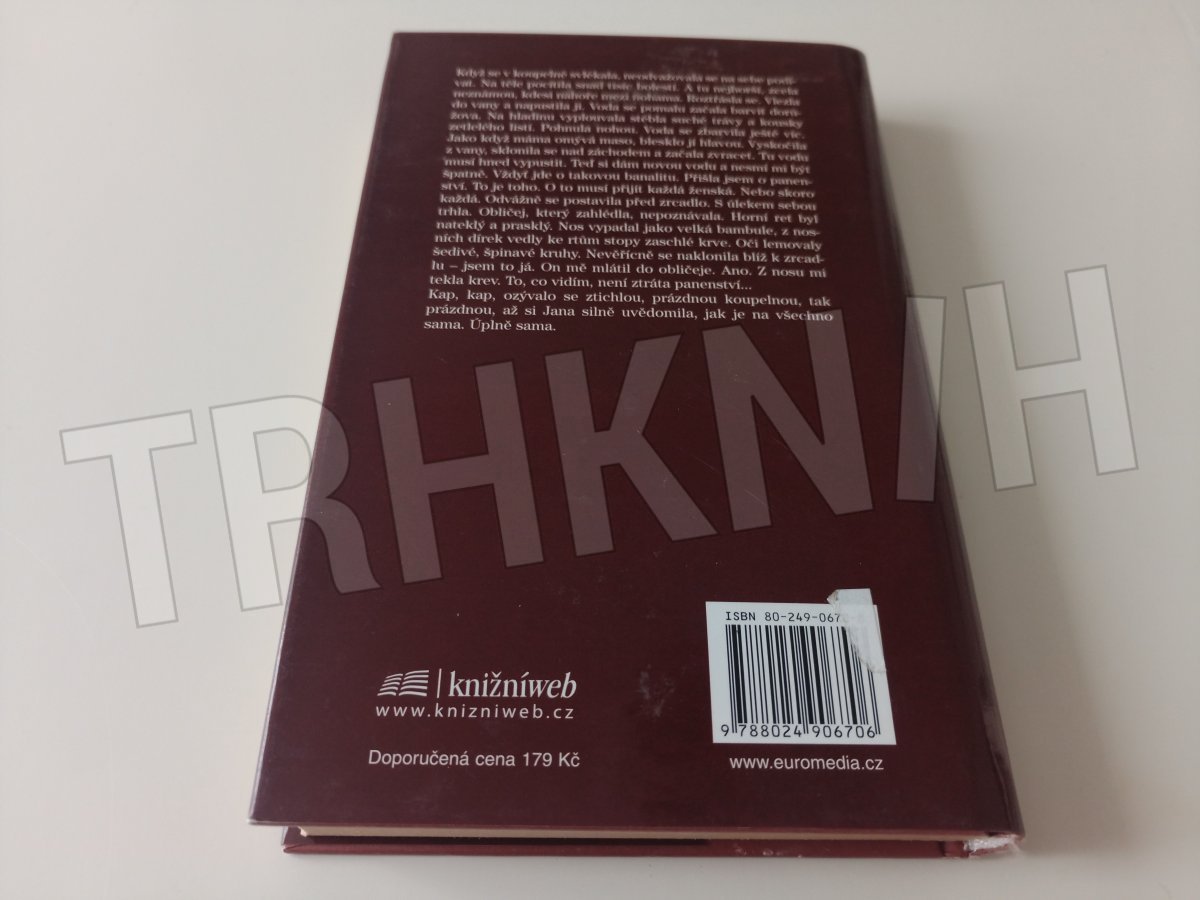 Když se v koupelně svlékala, neodvažovala se na sebe podí-
vat. Na těle pocítila snad tisíc bolestí. A tu nejhorší, zcela
neznámou, kdesi nahoře mezi nohama. Roztřásla se. Vlezla
do vany a napustila ji. Voda se pomalu začala barvit dorů-
žova. Na hladinu vyplouvala stébla suché trávy a kousky
zetlelého listí. Pohnula nohou. Voda se zbarvila ještě víc.
Jako když máma omývá maso, blesklo jí hlavou. Vyskočila
z vany, sklonila se nad záchodem a začala zvracet. Tu vodu
musí hned vypustit. Teď si dám novou vodu a nesmí mi být
špatně. Vždyť jde o takovou banalitu. Přišla jsem o panen-
ství. To je toho. O to musí přijít každá ženská. Nebo skoro
každá. Odvážně se postavila před zrcadlo. S úlekem sebou
trhla. Obličej, který zahlédla, nepoznávala. Horní ret byl
nateklý a prasklý. Nos vypadal jako velká bambule, z nos-
ních dírek vedly ke rtům stopy zaschlé krve. Oči lemovaly
šedivé, špinavé kruhy. Nevěřícně se naklonila blíž k zrcad-
lu – jsem to já. On mě mlátil do obličeje. Ano. Z nosu mi
tekla krev. To, co vidím, není ztráta panenství...
Kap, kap, ozývalo se ztichlou, prázdnou koupelnou, tak
prázdnou, až si Jana silně uvědomila, jak je na všechno
sama. Úplně sama.
TRHKNIH
ISBN 80-249-067
knižníweb
www.knizniweb.cz
9 788024 906706
Doporučená cena 179 Kč
www.euromedia.cz